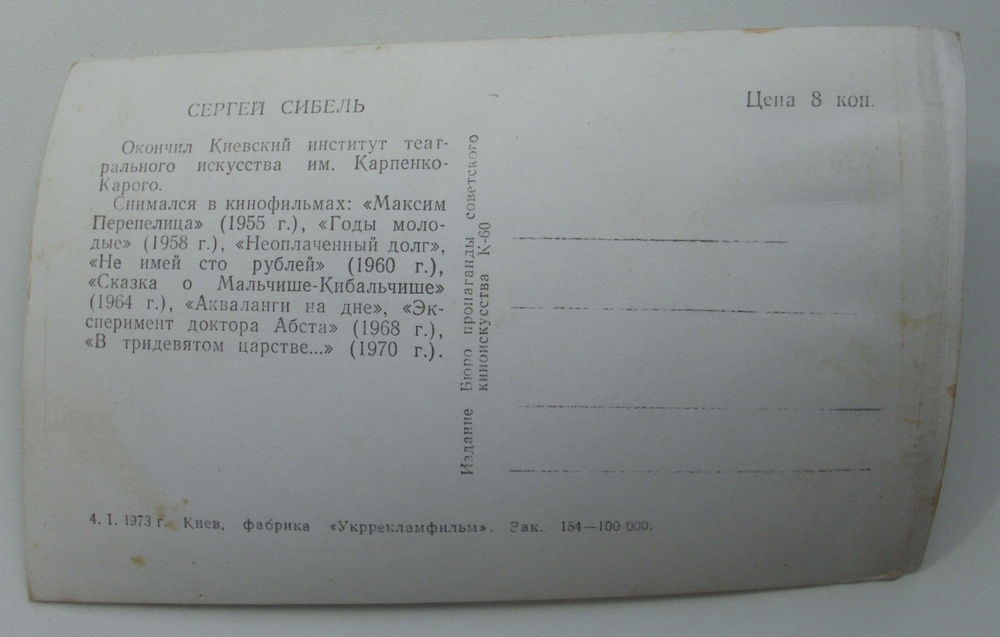 СЕРГЕЙ СИБЕЛЬ
Окончил Киевский институт теат-
рального искусства им. Карпенко-
Карого.
Снимался в кинофильмах: «Максим
Перепелица» (1955 г.), «Годы моло-
дые» (1958 г.), «Неоплаченный долг»,
«Не имей сто рублей» (1960 г.),
«Сказка о Мальчише-Кибальчише»
(1964 г.), «Акваланги на дне», «Эк-
сперимент доктора Абста» (1968 г.),
«В тридевятом царстве...» (1970 г.).
4. I. 1973 г. Киев, фабрика «Укррекламфильм». Зак. 154—100 000.
Издание Бюро пропаганды советского
киноискусства К-60
Цена 8 коп.